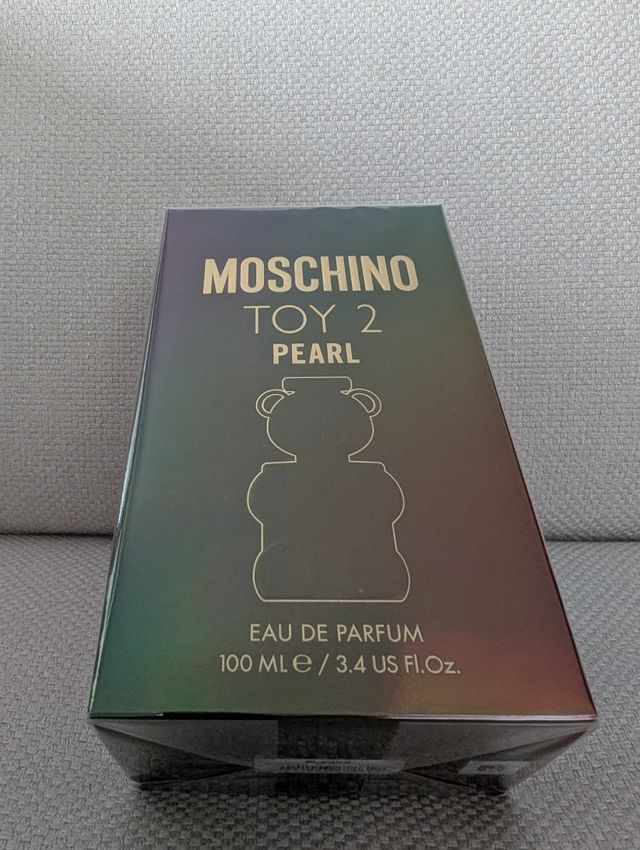 MOSCHINO
TOY 2
PEARL
EAU DE PARFUM
100 ML ℮ / 3.4 US Fl.Oz.